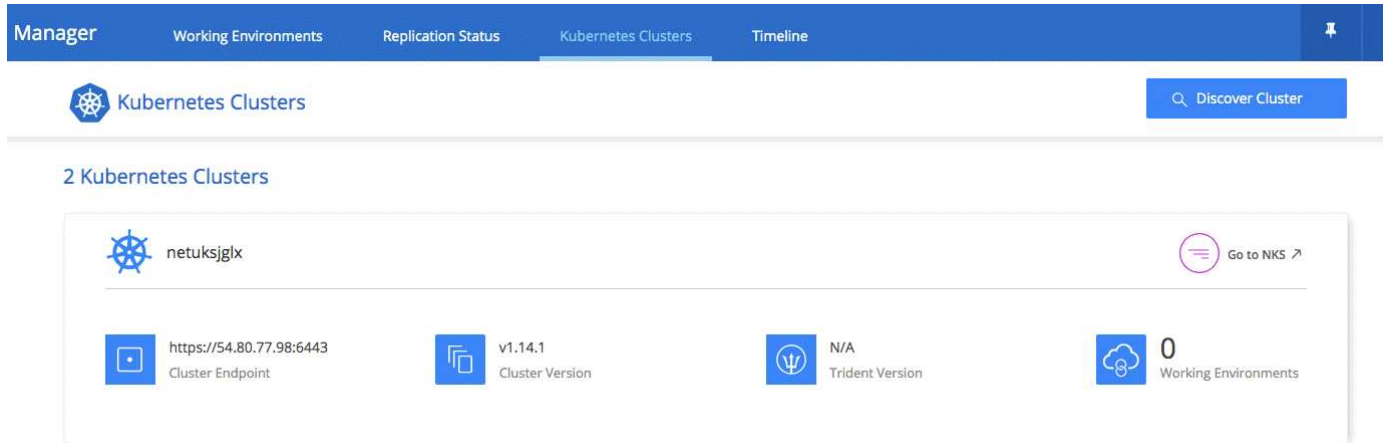 Manager Working Environments Replication Status Kubernetes Clusters Timeline
Kubernetes Clusters Discover Cluster
2 Kubernetes Clusters
netuksjglx Go to NKS
https://54.80.77.98:6443 v1.14.1 N/A 0
Cluster Endpoint Cluster Version Trident Version Working Environments